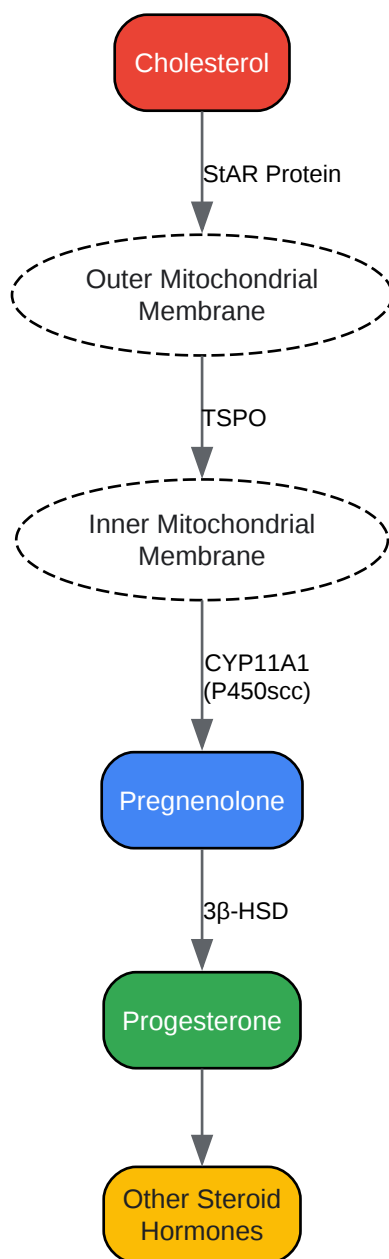 Cholesterol
StAR Protein
Outer Mitochondrial
Membrane
TSPO
Inner Mitochondrial
Membrane
CYP11A1
(P450scc)
Pregnenolone
3β-HSD
Progesterone
Other Steroid
Hormones